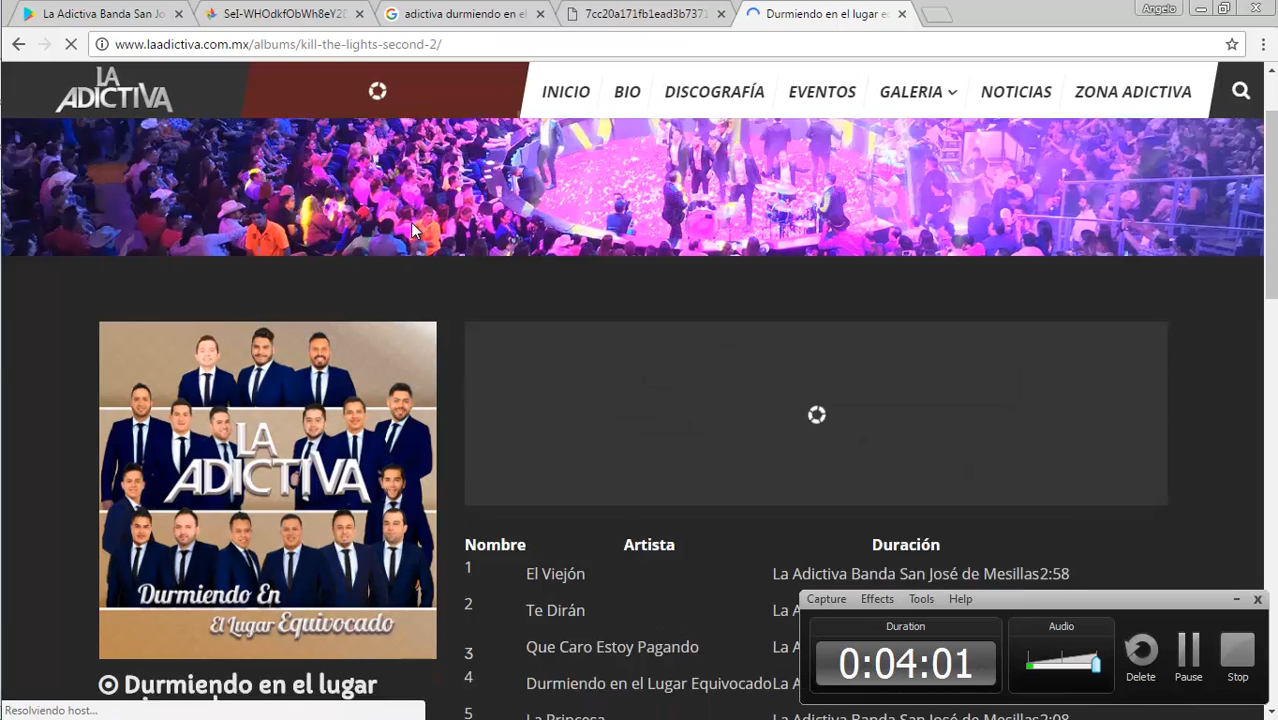 La Adictiva Banda San Jo
SeI-WHOdkfObWh8eY2
adictiva durmiendo en el
7cc20a171fb1ead3b7371
Durmiendo en el lugar e
Angelo
www.laadictiva.com.mx/albums/kill-the-lights-second-2/
LA
ADICTIVA
INICIO
BIO
DISCOGRAFÍA
EVENTOS
GALERIA
NOTICIAS
ZONA ADICTIVA
LA
ADICTIVA
Durmiendo En
El Lugar Equivocado
Durmiendo en el lugar
Nombre Artista Duración
1 El Viejón La Adictiva Banda San José de Mesillas2:58
2 Te Dirán La A
3 Que Caro Estoy Pagando La A
4 Durmiendo en el Lugar EquivocadoLa A
5 La Princesa La Adictiva Banda San José de Mesillas2:08
Capture Effects Tools Help
Duration
0:04:01
Audio
Delete
Pause
Stop
Resolviendo host...